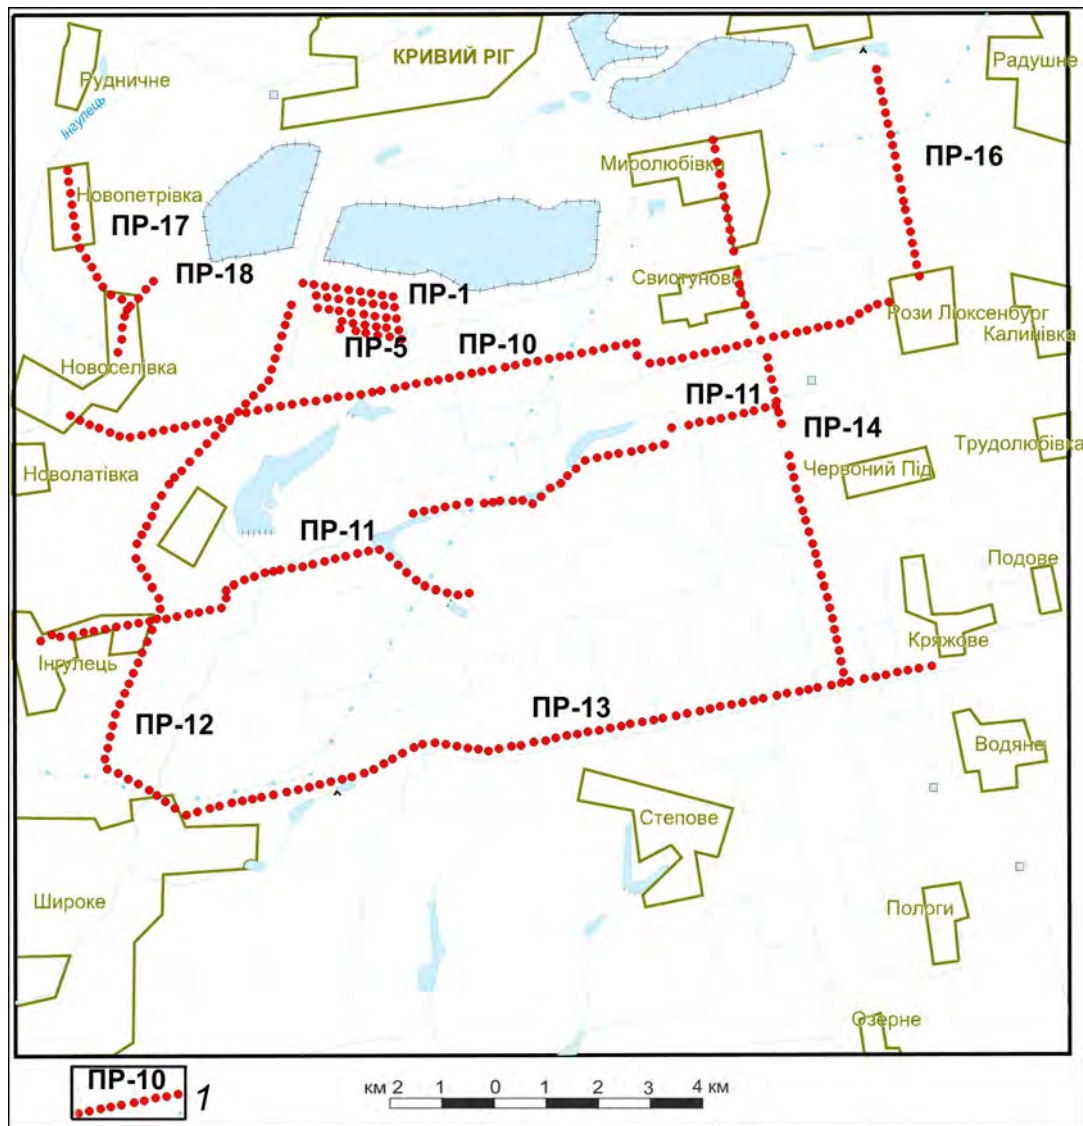 КРИВИЙ РІГ
Рудничне
Радушне
Інгулець
Миролюбівка
ПР-16
Новопетрівка
ПР-17
ПР-18
Свистунове
ПР-1
Рози Люксенбург
Калинівка
ПР-5
ПР-10
Новоселівка
ПР-11
ПР-14
Трудолюбівка
Новолатівка
Червоний Під
ПР-11
Подове
Кряжове
Інгулець
ПР-12
ПР-13
Водяне
Степове
Широке
Пологи
Озерне
ПР-10
1
км 2 1 0 1 2 3 4 км